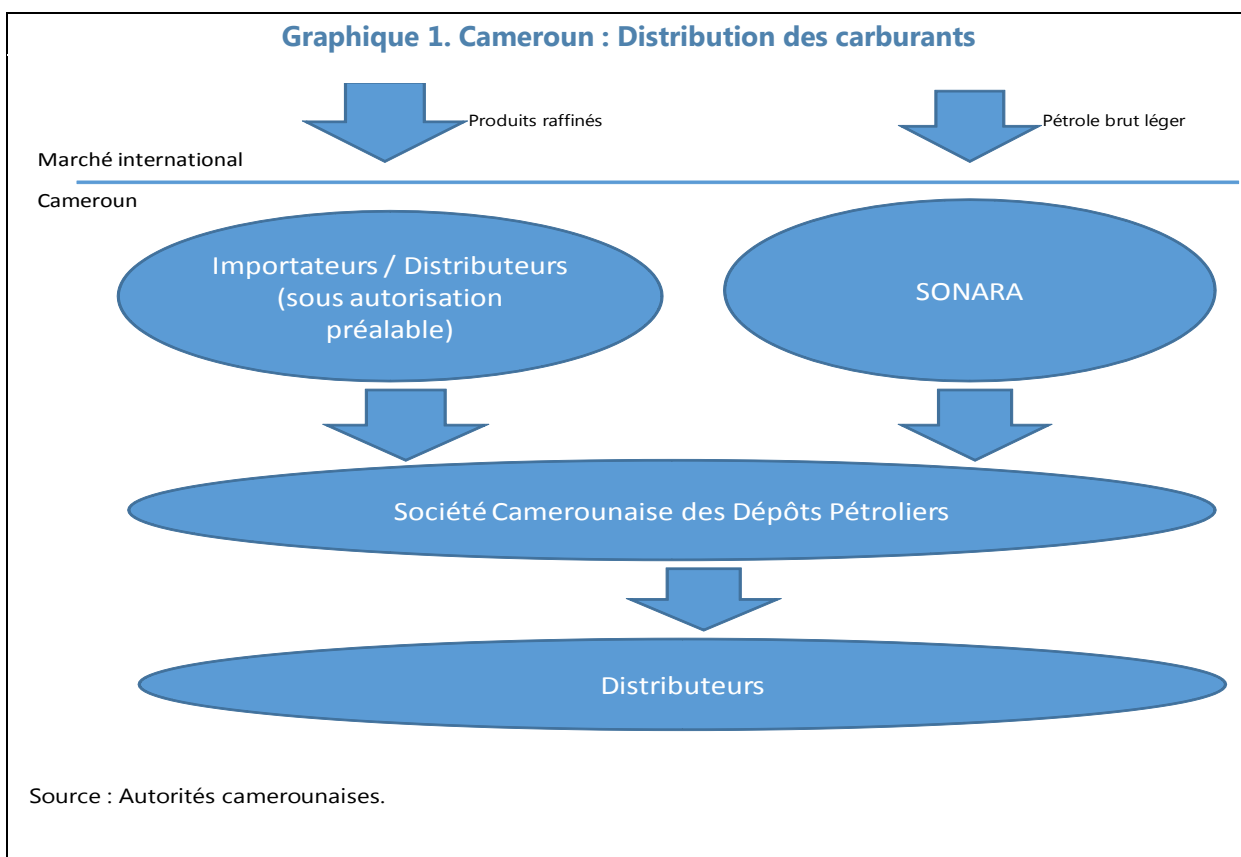 Graphique 1. Cameroun : Distribution des carburants
Produits raffinés
Pétrole brut léger
Marché international
Cameroun
Importateurs / Distributeurs
(sous autorisation
préalable)
SONARA
Société Camerounaise des Dépôts Pétroliers
Distributeurs
Source : Autorités camerounaises.